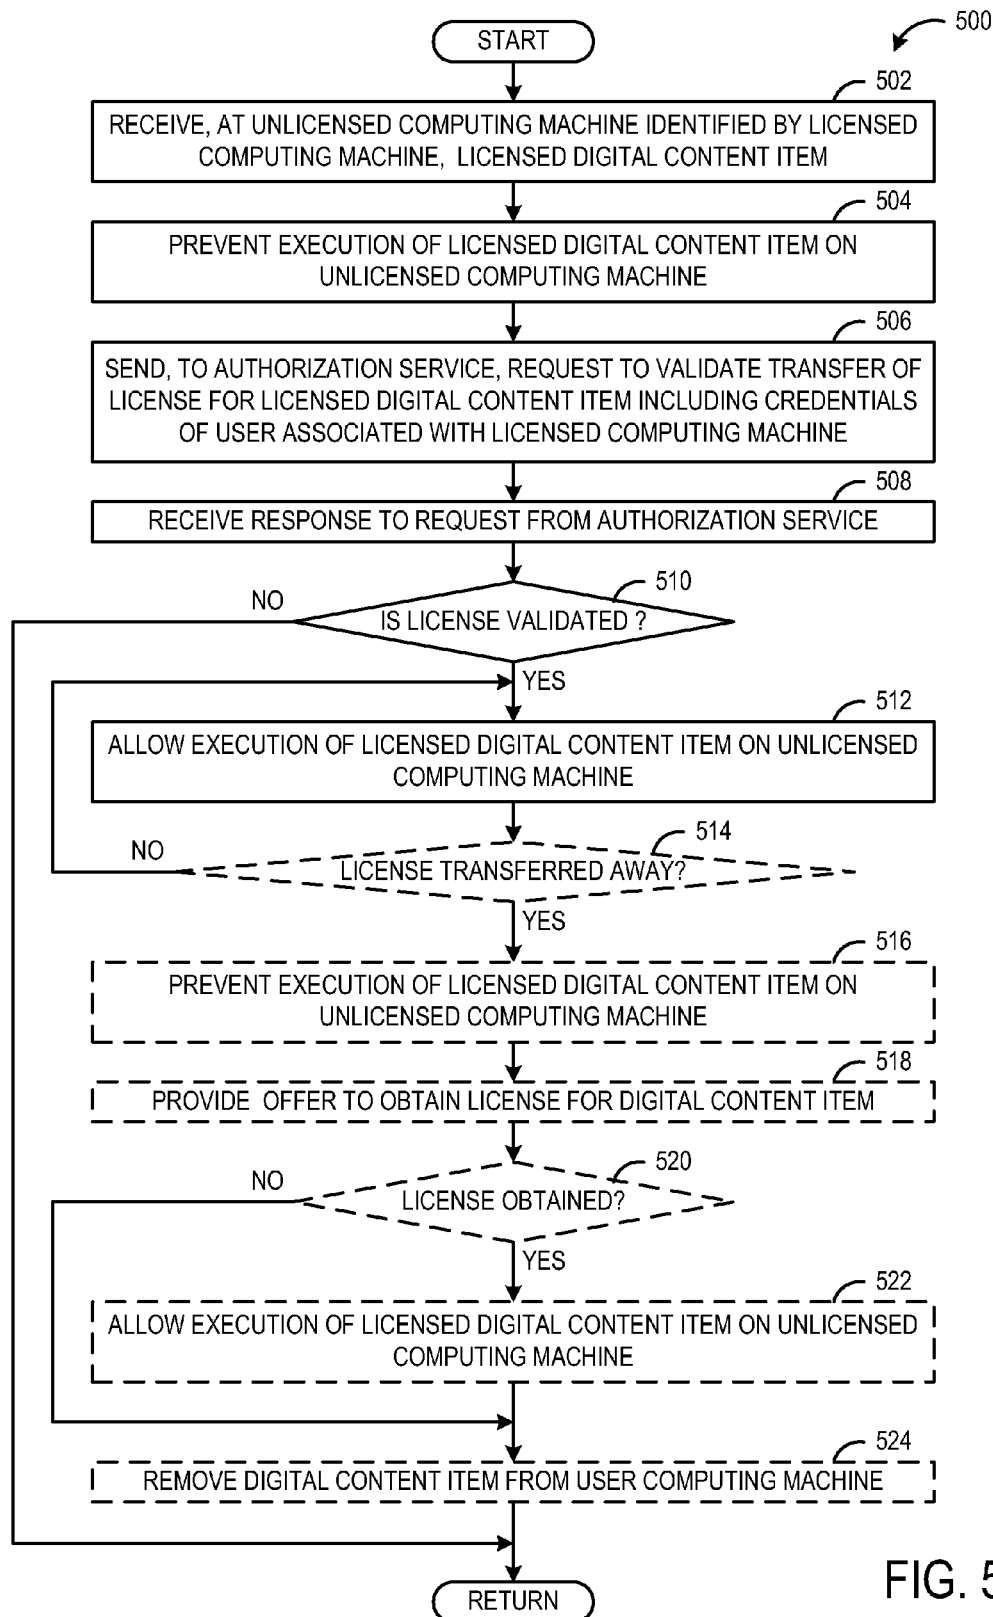 START
500
502
RECEIVE, AT UNLICENSED COMPUTING MACHINE IDENTIFIED BY LICENSED
COMPUTING MACHINE, LICENSED DIGITAL CONTENT ITEM
504
PREVENT EXECUTION OF LICENSED DIGITAL CONTENT ITEM ON
UNLICENSED COMPUTING MACHINE
506
SEND, TO AUTHORIZATION SERVICE, REQUEST TO VALIDATE TRANSFER OF
LICENSE FOR LICENSED DIGITAL CONTENT ITEM INCLUDING CREDENTIALS
OF USER ASSOCIATED WITH LICENSED COMPUTING MACHINE
508
RECEIVE RESPONSE TO REQUEST FROM AUTHORIZATION SERVICE
510
NO
IS LICENSE VALIDATED ?
YES
512
ALLOW EXECUTION OF LICENSED DIGITAL CONTENT ITEM ON UNLICENSED
COMPUTING MACHINE
514
NO
LICENSE TRANSFERRED AWAY?
YES
516
PREVENT EXECUTION OF LICENSED DIGITAL CONTENT ITEM ON
UNLICENSED COMPUTING MACHINE
518
PROVIDE OFFER TO OBTAIN LICENSE FOR DIGITAL CONTENT ITEM
520
NO
LICENSE OBTAINED?
YES
522
ALLOW EXECUTION OF LICENSED DIGITAL CONTENT ITEM ON UNLICENSED
COMPUTING MACHINE
524
REMOVE DIGITAL CONTENT ITEM FROM USER COMPUTING MACHINE
RETURN
FIG. 5